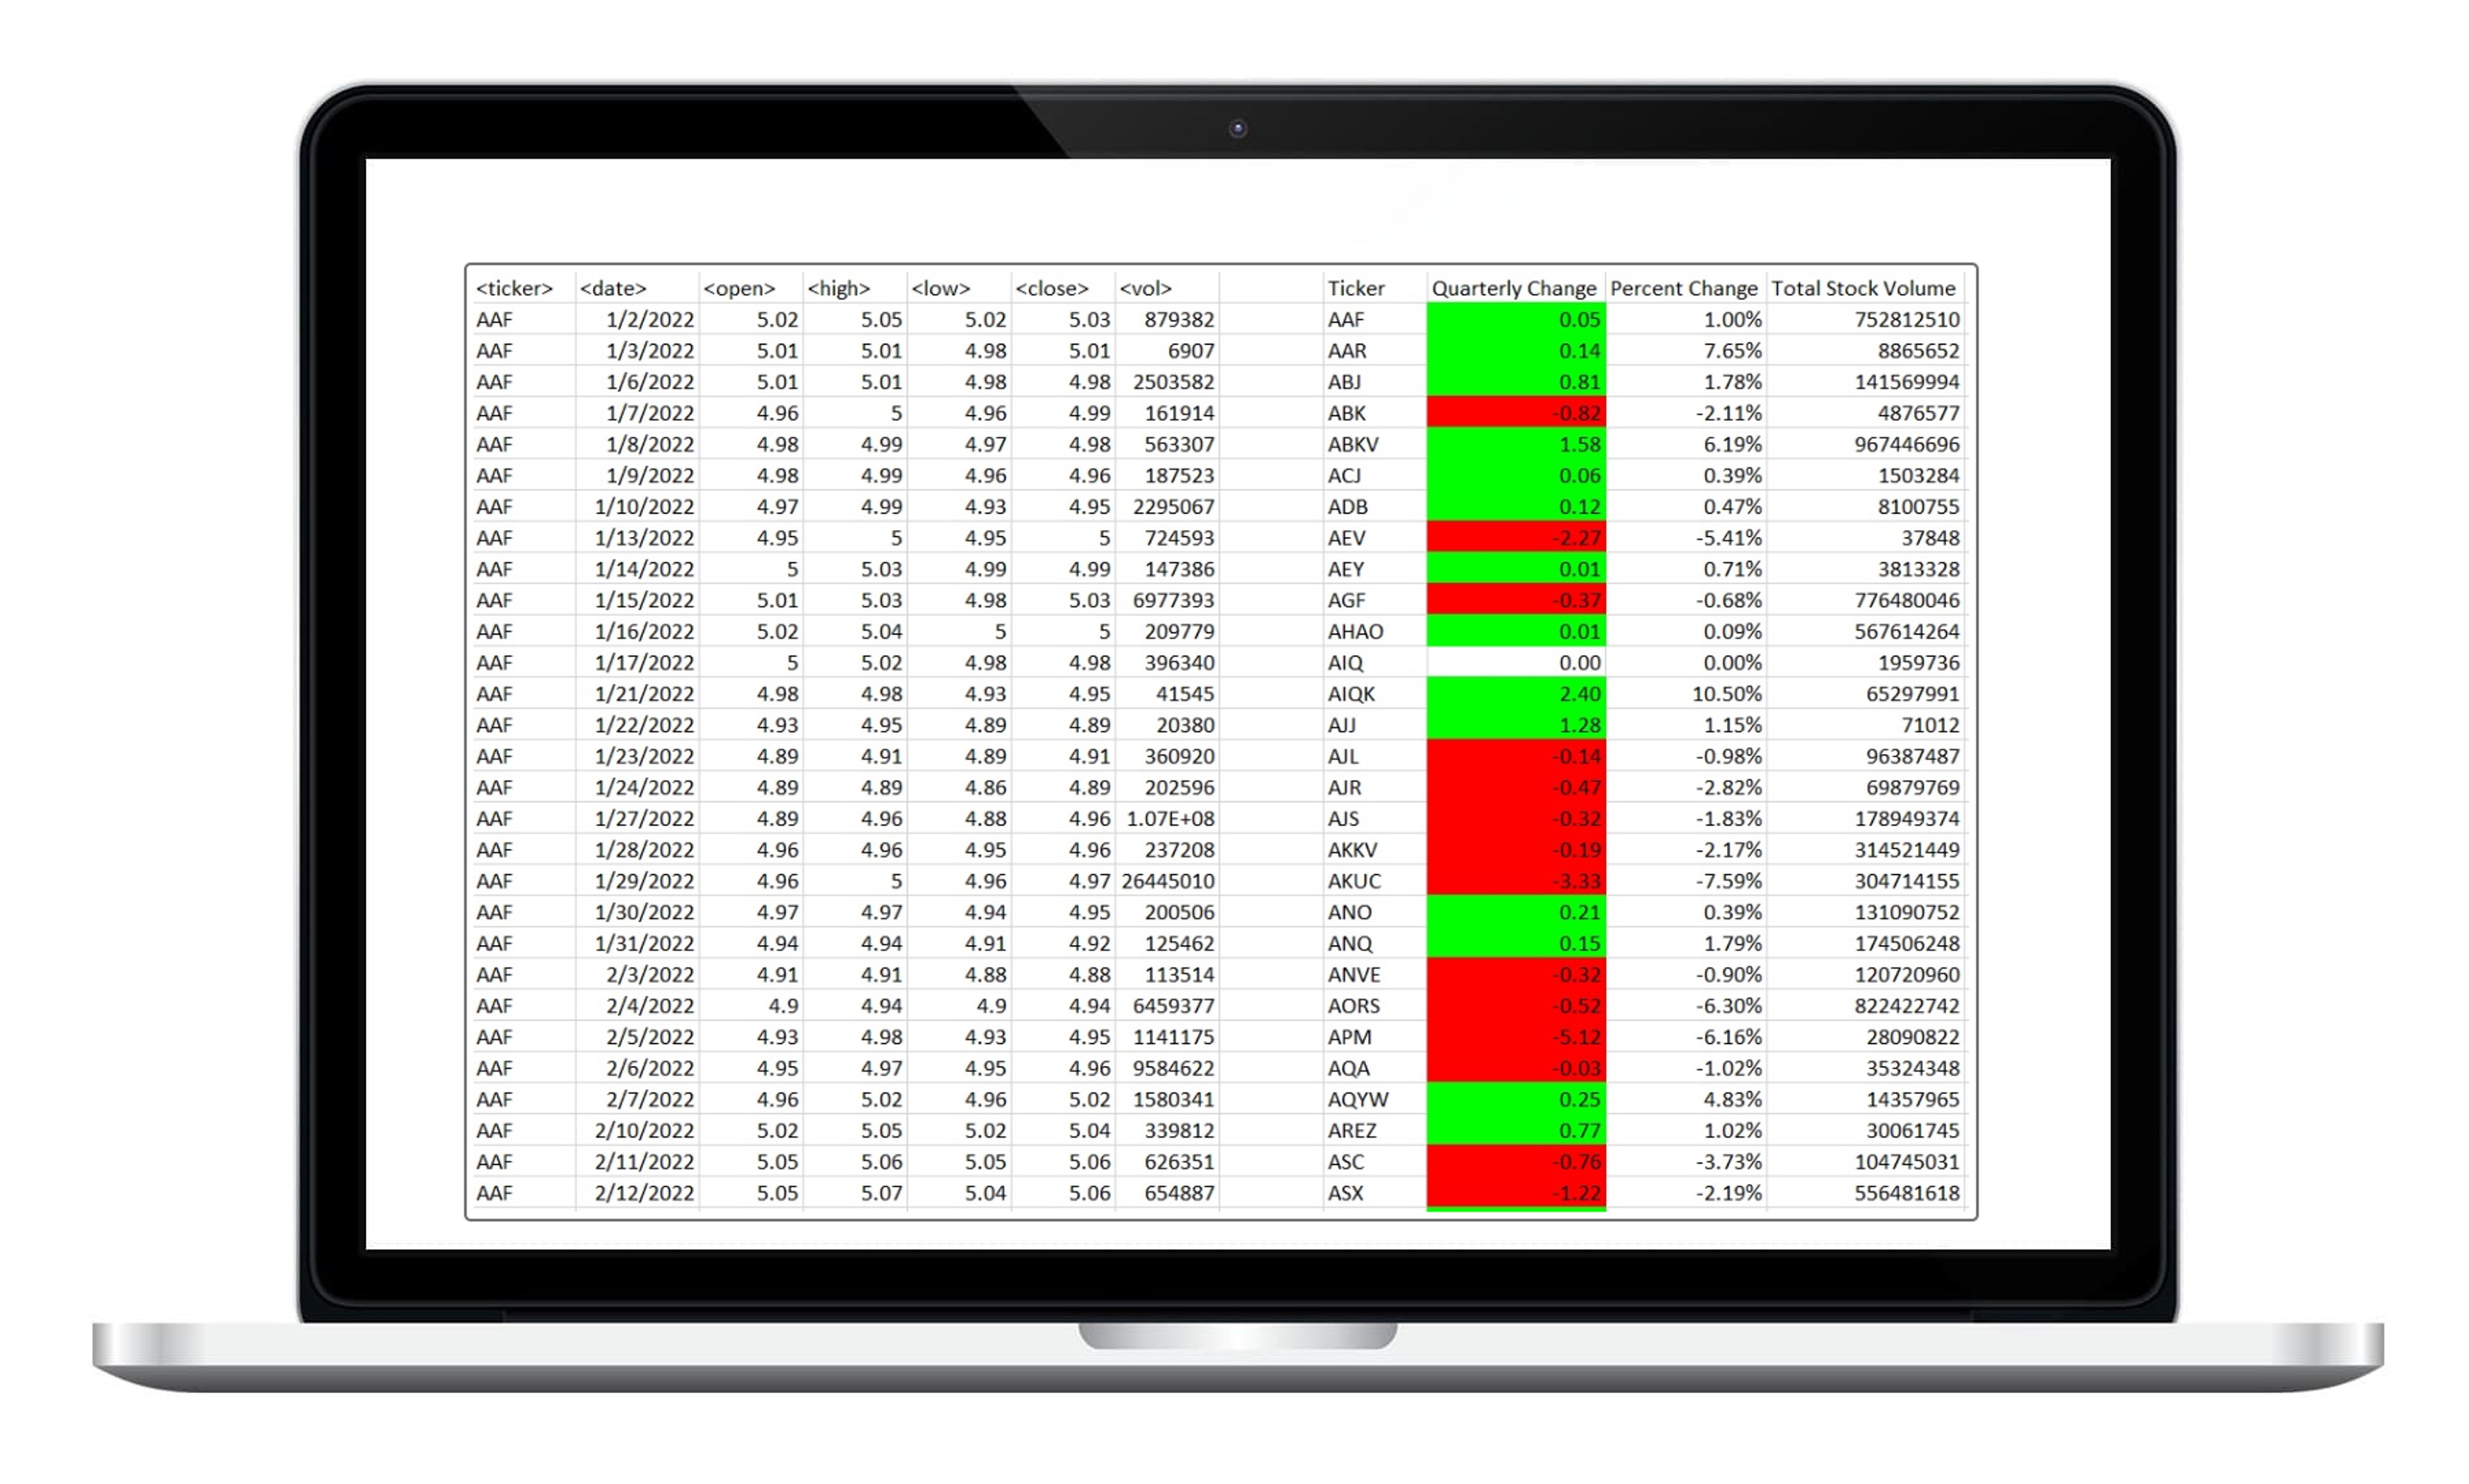 <ticker> <date> <open> <high> <low> <close> <vol> Ticker Quarterly Change Percent Change Total Stock Volume
AAF 1/2/2022 5.02 5.05 5.02 5.03 879382 AAF 0.05 1.00% 752812510
AAF 1/3/2022 5.01 5.01 4.98 5.01 6907 AAR 0.14 7.65% 8865652
AAF 1/6/2022 5.01 5.01 4.98 4.98 2503582 ABJ 0.81 1.78% 141569994
AAF 1/7/2022 4.96 5 4.96 4.99 161914 ABK -0.82 -2.11% 4876577
AAF 1/8/2022 4.98 4.99 4.97 4.98 563307 ABKV 1.58 6.19% 967446696
AAF 1/9/2022 4.98 4.99 4.96 4.96 187523 ACJ 0.06 0.39% 1503284
AAF 1/10/2022 4.97 4.99 4.93 4.95 2295067 ADB 0.12 0.47% 8100755
AAF 1/13/2022 4.95 5 4.95 5 724593 AEV -2.27 -5.41% 37848
AAF 1/14/2022 5 5.03 4.99 4.99 147386 AEY 0.01 0.71% 3813328
AAF 1/15/2022 5.01 5.03 4.98 5.03 6977393 AGF -0.37 -0.68% 776480046
AAF 1/16/2022 5.02 5.04 5 5 209779 AHAO 0.01 0.09% 567614264
AAF 1/17/2022 5 5.02 4.98 4.98 396340 AIQ 0.00 0.00% 1959736
AAF 1/21/2022 4.98 4.98 4.93 4.95 41545 AIQK 2.40 10.50% 65297991
AAF 1/22/2022 4.93 4.95 4.89 4.89 20380 AJJ 1.28 1.15% 71012
AAF 1/23/2022 4.89 4.91 4.89 4.91 360920 AJL -0.14 -0.98% 96387487
AAF 1/24/2022 4.89 4.89 4.86 4.89 202596 AJR -0.47 -2.82% 69879769
AAF 1/27/2022 4.89 4.96 4.88 4.96 1.07E+08 AJS -0.32 -1.83% 178949374
AAF 1/28/2022 4.96 4.96 4.95 4.96 237208 AKKV -0.19 -2.17% 314521449
AAF 1/29/2022 4.96 5 4.96 4.97 26445010 AKUC -3.33 -7.59% 304714155
AAF 1/30/2022 4.97 4.97 4.94 4.95 200506 ANO 0.21 0.39% 131090752
AAF 1/31/2022 4.94 4.94 4.91 4.92 125462 ANQ 0.15 1.79% 174506248
AAF 2/3/2022 4.91 4.91 4.88 4.88 113514 ANVE -0.32 -0.90% 120720960
AAF 2/4/2022 4.9 4.94 4.9 4.94 6459377 AORS -0.52 -6.30% 822422742
AAF 2/5/2022 4.93 4.98 4.93 4.95 1141175 APM -5.12 -6.16% 28090822
AAF 2/6/2022 4.95 4.97 4.95 4.96 9584622 AQA -0.03 -1.02% 35324348
AAF 2/7/2022 4.96 5.02 4.96 5.02 1580341 AQYW 0.25 4.83% 14357965
AAF 2/10/2022 5.02 5.05 5.02 5.04 339812 AREZ 0.77 1.02% 30061745
AAF 2/11/2022 5.05 5.06 5.05 5.06 626351 ASC -0.76 -3.73% 104745031
AAF 2/12/2022 5.05 5.07 5.04 5.06 654887 ASX -1.22 -2.19% 556481618